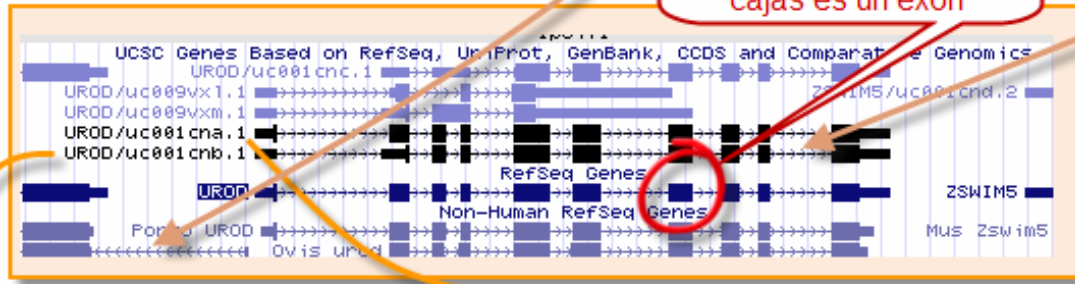 cajas es un exón
UCSC Genes Based on RefSeq, UniProt, GenBank, CCDS and Comparative Genomics
UROD/uc001cnc.1
UROD/uc009vxl.1 ZSWIM5/uc001cnd.2
UROD/uc009vxm.1
UROD/uc001cna.1
UROD/uc001cnb.1
RefSeq Genes
UROD ZSWIM5
Non-Human RefSeq Genes
UROD Mus Zswim5
Ovis urod